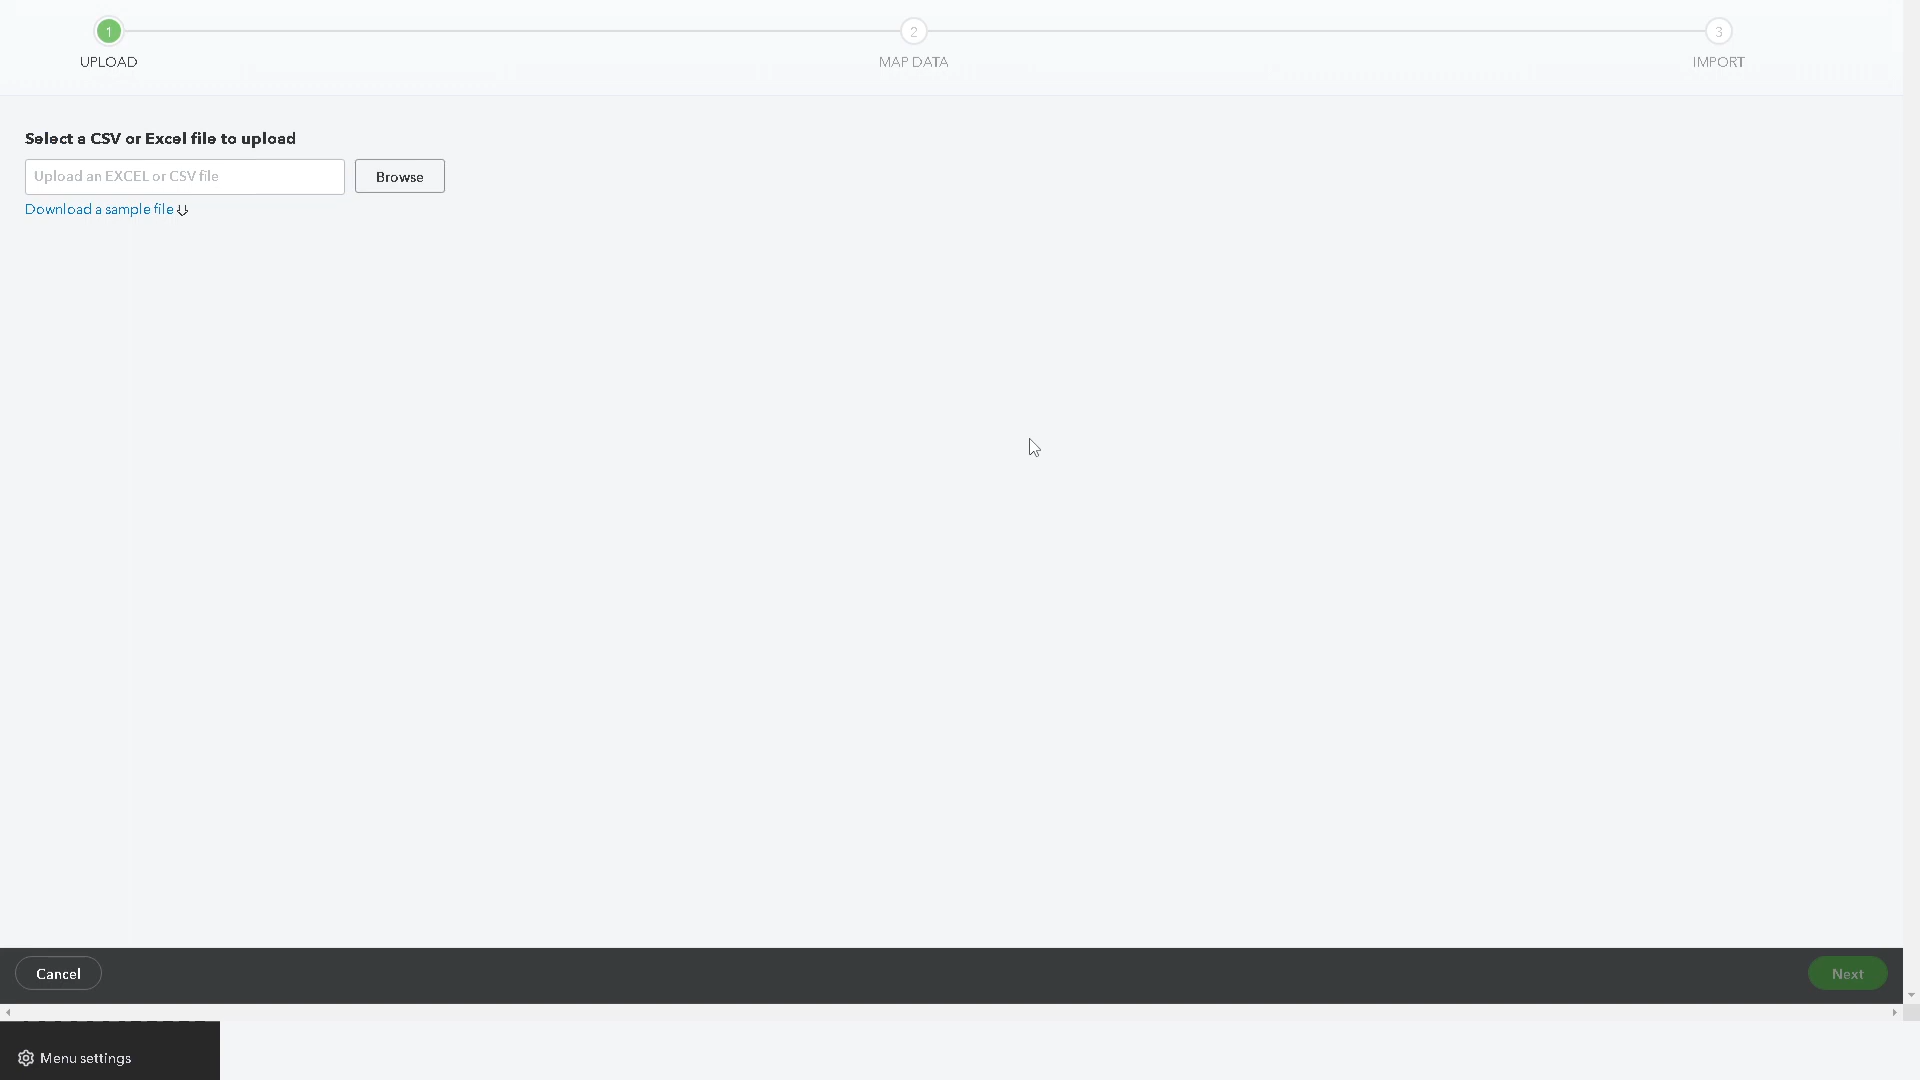 1
2
3
UPLOAD
MAP DATA
IMPORT
Select a CSV or Excel file to upload
Upload an EXCEL or CSV file
Browse
Download a sample file
Cancel
Next
Menu settings